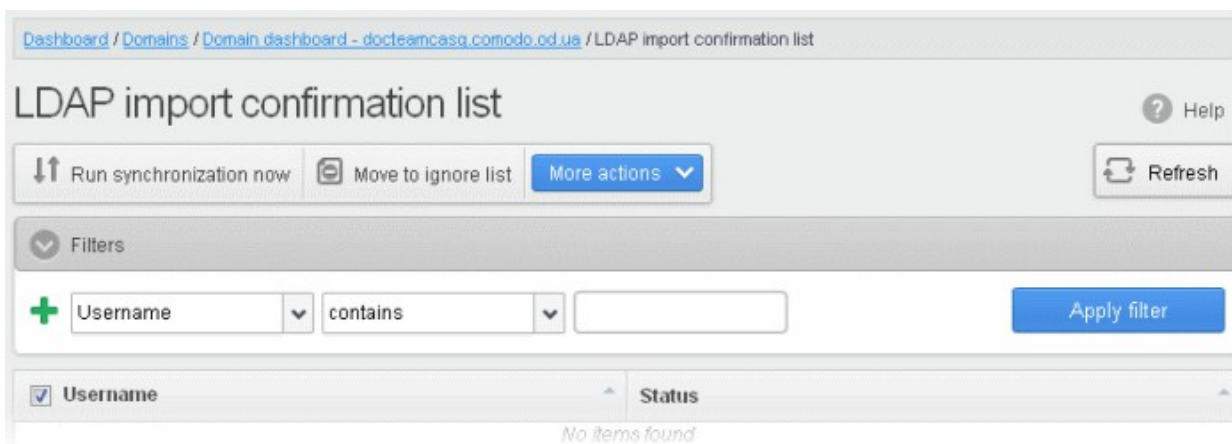 Dashboard / Domains / Domain dashboard - docteamcasg.comodo.od.ua / LDAP import confirmation list
LDAP import confirmation list
Help
Run synchronization now Move to ignore list More actions Refresh
Filters
Username contains Apply filter
Username Status
No items found